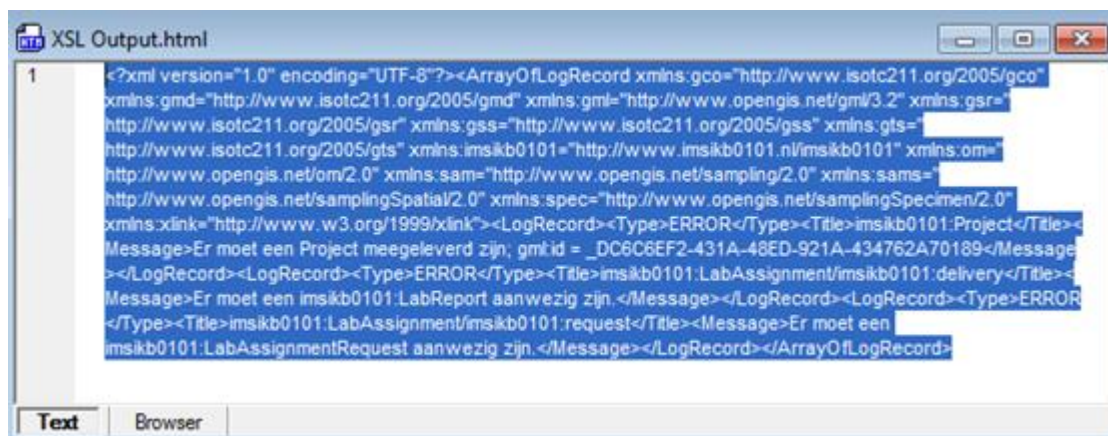 XSL Output.html
1
<?xml version="1.0" encoding="UTF-8"?><ArrayOfLogRecord xmlns:gco="http://www.isotc211.org/2005/gco"
xmlns:gmd="http://www.isotc211.org/2005/gmd" xmlns:gml="http://www.opengis.net/gml/3.2" xmlns:gsr="
http://www.isotc211.org/2005/gsr" xmlns:gss="http://www.isotc211.org/2005/gss" xmlns:gts="
http://www.isotc211.org/2005/gts" xmlns:imsikb0101="http://www.imsikb0101.nl/imsikb0101" xmlns:om="
http://www.opengis.net/om/2.0" xmlns:sam="http://www.opengis.net/sampling/2.0" xmlns:sams="
http://www.opengis.net/samplingSpatial/2.0" xmlns:spec="http://www.opengis.net/samplingSpecimen/2.0"
xmlns:xlink="http://www.w3.org/1999/xlink"><LogRecord><Type>ERROR</Type><Title>imsikb0101:Project</Title><
Message>Er moet een Project meegeleverd zijn; gml:id = _DC6C6EF2-431A-48ED-921A-434762A70189</Message
></LogRecord><LogRecord><Type>ERROR</Type><Title>imsikb0101:LabAssignment/imsikb0101:delivery</Title><
Message>Er moet een imsikb0101:LabReport aanwezig zijn.</Message></LogRecord><LogRecord><Type>ERROR
</Type><Title>imsikb0101:LabAssignment/imsikb0101:request</Title><Message>Er moet een
imsikb0101:LabAssignmentRequest aanwezig zijn.</Message></LogRecord></ArrayOfLogRecord>
Text Browser